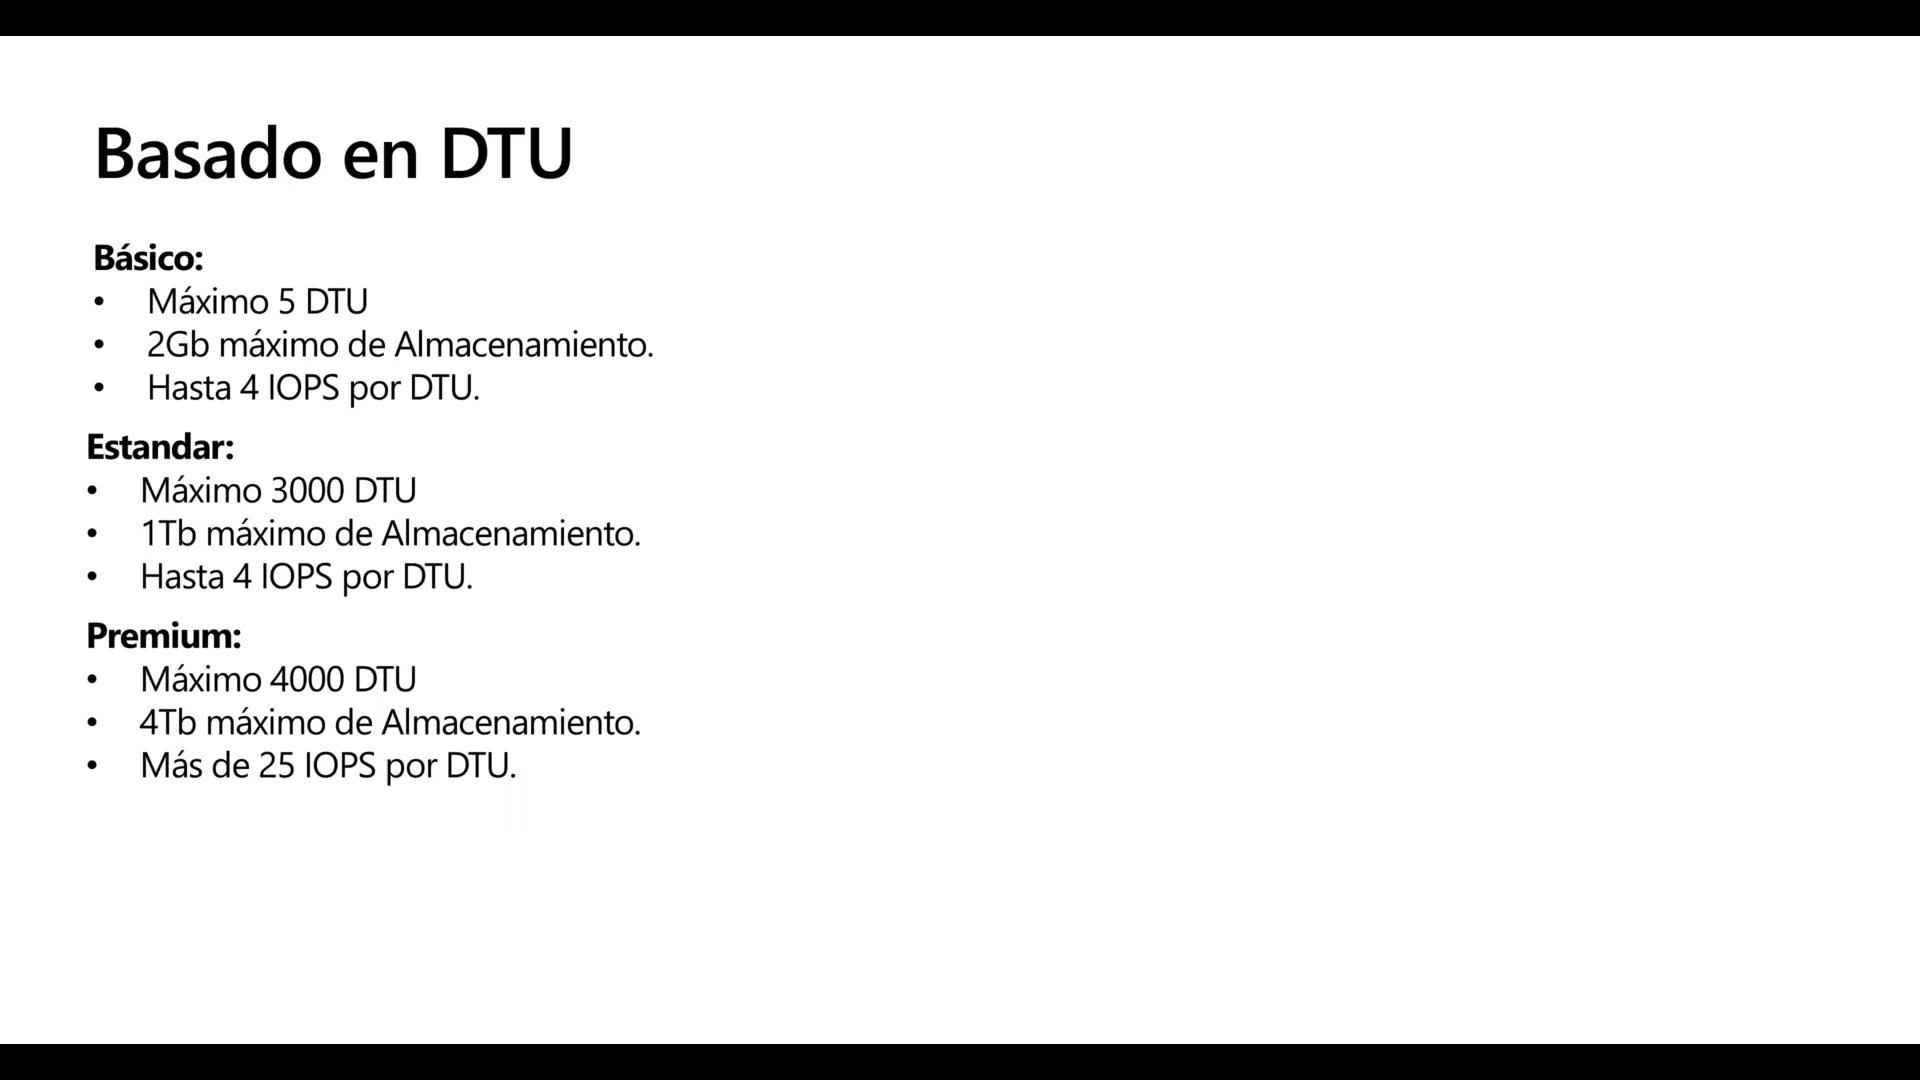 Basado en DTU
Básico:
• Máximo 5 DTU
• 2Gb máximo de Almacenamiento.
• Hasta 4 IOPS por DTU.
Estandar:
• Máximo 3000 DTU
• 1Tb máximo de Almacenamiento.
• Hasta 4 IOPS por DTU.
Premium:
• Máximo 4000 DTU
• 4Tb máximo de Almacenamiento.
• Más de 25 IOPS por DTU.